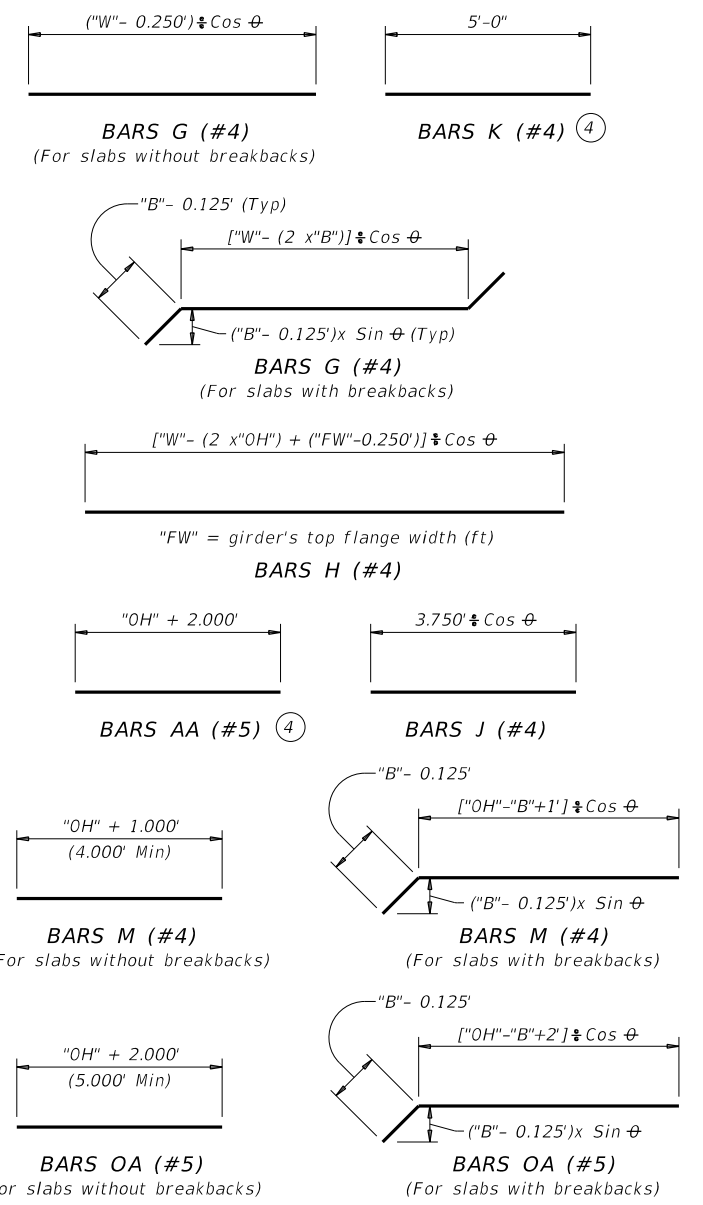 ("W"- 0.250') ÷ Cos θ
5'-0"
BARS G (#4)
BARS K (#4) 4
(For slabs without breakbacks)
"B"- 0.125' (Typ)
["W"- (2 x"B")] ÷ Cos θ
("B"- 0.125')x Sin θ (Typ)
BARS G (#4)
(For slabs with breakbacks)
["W"- (2 x"OH") + ("FW"-0.250')] ÷ Cos θ
"FW" = girder's top flange width (ft)
BARS H (#4)
"OH" + 2.000'
3.750' ÷ Cos θ
BARS AA (#5) 4
BARS J (#4)
"B"- 0.125'
["OH"-"B"+1'] ÷ Cos θ
"OH" + 1.000'
(4.000' Min)
("B"- 0.125')x Sin θ
BARS M (#4)
BARS M (#4)
For slabs without breakbacks)
(For slabs with breakbacks)
"B"- 0.125'
["OH"-"B"+2'] ÷ Cos θ
"OH" + 2.000'
(5.000' Min)
("B"- 0.125')x Sin θ
BARS OA (#5)
BARS OA (#5)
or slabs without breakbacks)
(For slabs with breakbacks)